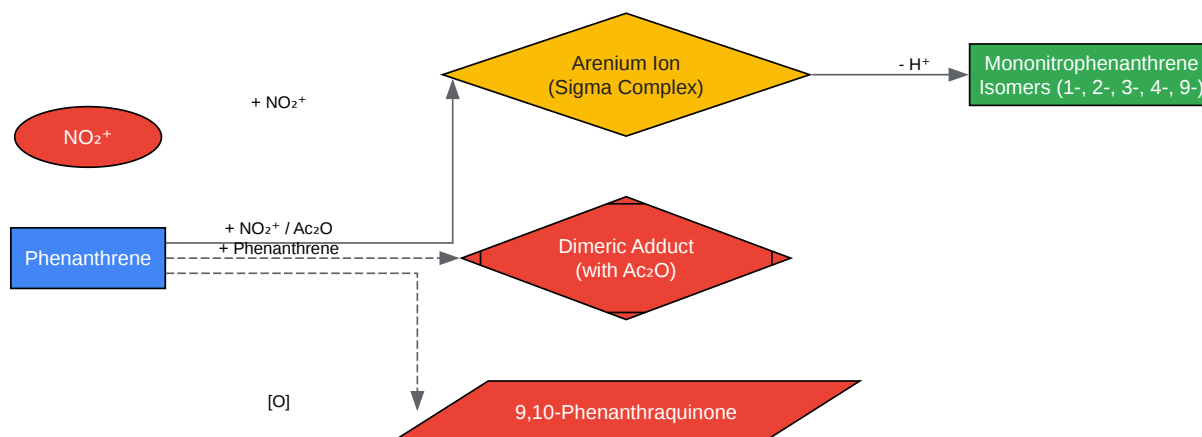 Arenium Ion
(Sigma Complex)
- H⁺
Mononitrophenanthrene
Isomers (1-, 2-, 3-, 4-, 9-)
+ NO₂⁺
NO₂⁺
+ NO₂⁺ / Ac₂O
+ Phenanthrene
Phenanthrene
Dimeric Adduct
(with Ac₂O)
[O]
9,10-Phenanthraquinone